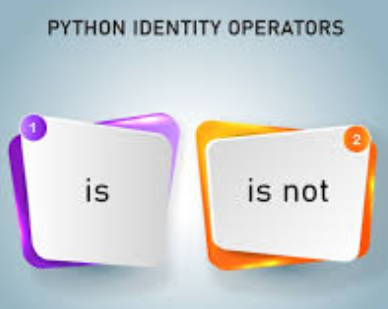 PYTHON IDENTITY OPERATORS
1
is
2
is not